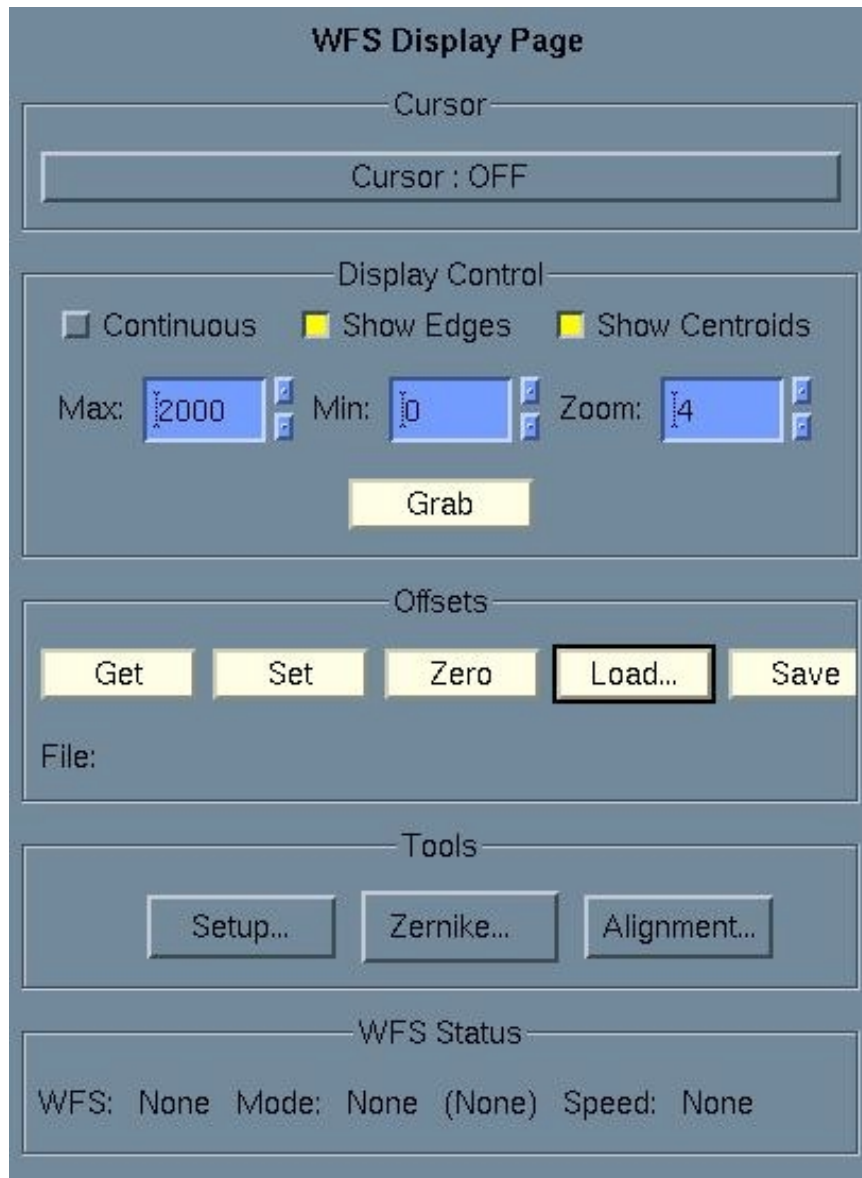 WFS Display Page
Cursor
Cursor : OFF
Display Control
Continuous Show Edges Show Centroids
Max: 2000 Min: 0 Zoom: 4
Grab
Offsets
Get Set Zero Load... Save
File:
Tools
Setup... Zernike... Alignment...
WFS Status
WFS: None Mode: None (None) Speed: None